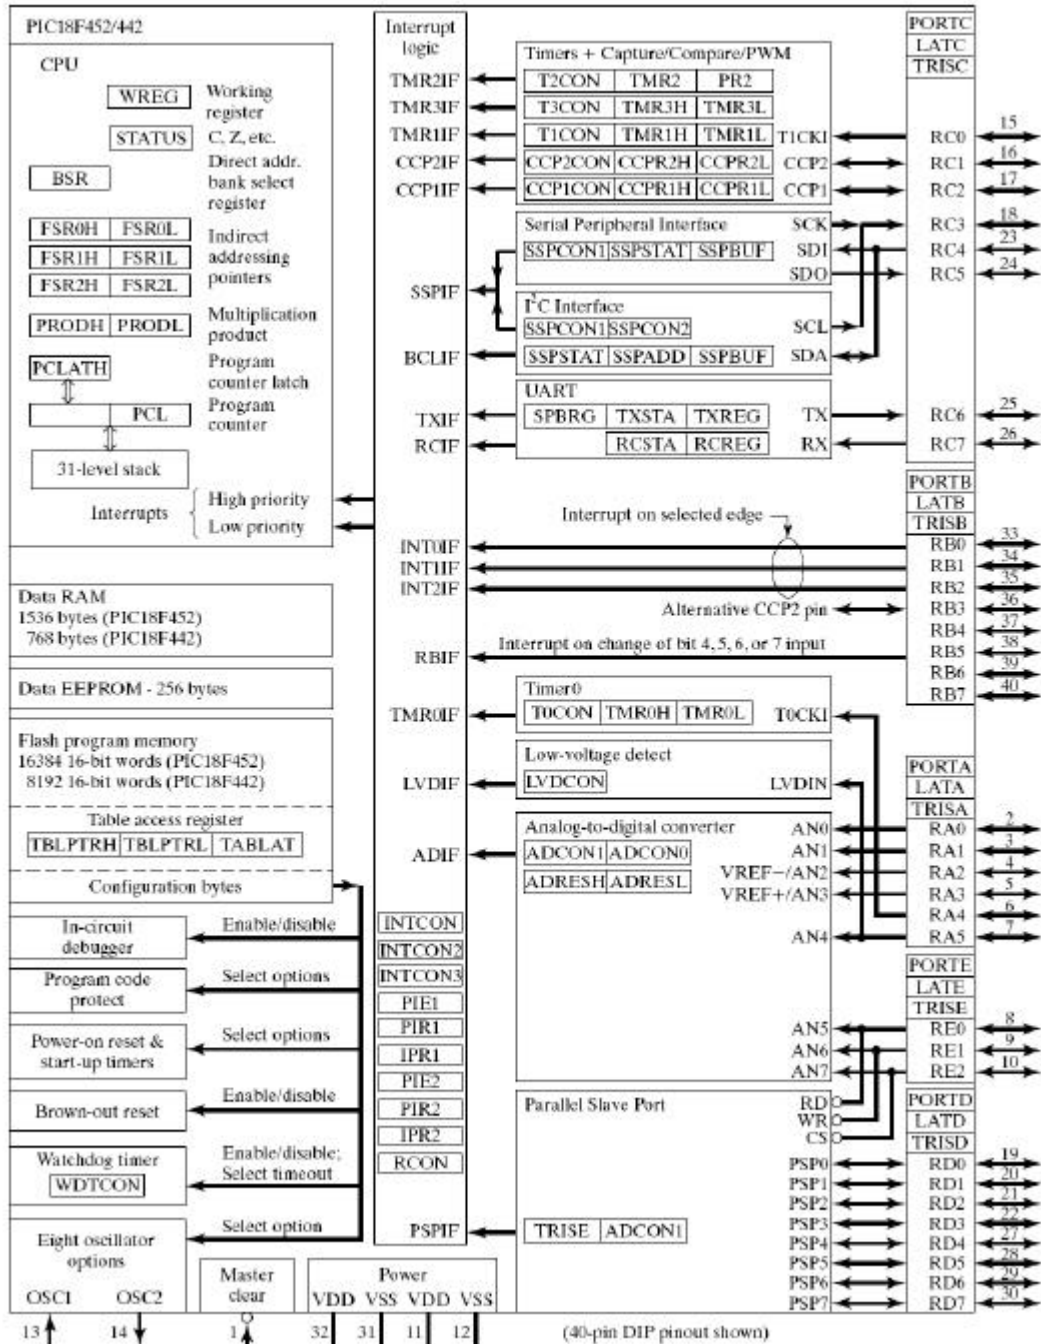 PIC18F452/442
CPU
WREG
Working
register
STATUS
C, Z, etc.
BSR
Direct addr.
bank select
register
FSR0H FSR0L
FSR1H FSR1L
FSR2H FSR2L
Indirect
addressing
pointers
PRODH PRODL
Multiplication
product
PCLATH
Program
counter latch
PCL
Program
counter
31-level stack
Interrupts
High priority
Low priority
Data RAM
1536 bytes (PIC18F452)
768 bytes (PIC18F442)
Data EEPROM - 256 bytes
Flash program memory
16384 16-bit words (PIC18F452)
8192 16-bit words (PIC18F442)
Table access register
TBLPTRH TBLPTRL TABLAT
Configuration bytes
In-circuit
debugger
Enable/disable
Program code
protect
Select options
Power-on reset &
start-up timers
Select options
Brown-out reset
Enable/disable
Watchdog timer
WDTCON
Enable/disable;
Select timeout
Eight oscillator
options
Select option
OSC1 OSC2
13 14
Master
clear
1
Power
VDD VSS VDD VSS
32 31 11 12
Interrupt
logic
TMR2IF
TMR3IF
TMR1IF
CCP2IF
CCP1IF
SSPIF
BCLIF
TXIF
RCIF
INT0IF
INT1IF
INT2IF
RBIF
TMR0IF
LVDIF
ADIF
INTCON
INTCON2
INTCON3
PIE1
PIR1
IPR1
PIE2
PIR2
IPR2
RCON
PSPIF
Timers + Capture/Compare/PWM
T2CON TMR2 PR2
T3CON TMR3H TMR3L
T1CON TMR1H TMR1L T1CKI
CCP2CON CCPR2H CCPR2L CCP2
CCP1CON CCPR1H CCPR1L CCP1
Serial Peripheral Interface SCK
SSPCON1 SSPSTAT SSPBUF SDI
SDO
I2C Interface
SSPCON1 SSPCON2 SCL
SSPSTAT SSPADD SSPBUF SDA
UART
SPBRG TXSTA TXREG TX
RCSTA RCREG RX
Interrupt on selected edge
Alternative CCP2 pin
Interrupt on change of bit 4, 5, 6, or 7 input
Timer0
T0CON TMR0H TMR0L T0CKI
Low-voltage detect
LVDCON LVDIN
Analog-to-digital converter AN0
ADCON1 ADCON0 AN1
VREF−/AN2
ADRESH ADRESL
VREF+/AN3
AN4
AN5
AN6
AN7
Parallel Slave Port
RD
WR
CS
PSP0
PSP1
PSP2
PSP3
TRISE ADCON1
PSP4
PSP5
PSP6
PSP7
(40-pin DIP pinout shown)
PORTC
LATC
TRISC
RC0 15
RC1 16
RC2 17
RC3 18
RC4 23
RC5 24
RC6 25
RC7 26
PORTB
LATB
TRISB
RB0 33
RB1 34
RB2 35
RB3 36
RB4 37
RB5 38
RB6 39
RB7 40
PORTA
LATA
TRISA
RA0 2
RA1 3
RA2 4
RA3 5
RA4 6
RA5 7
PORTE
LATE
TRISE
RE0 8
RE1 9
RE2 10
PORTD
LATD
TRISD
RD0 19
RD1 20
RD2 21
RD3 22
RD4 27
RD5 28
RD6 29
RD7 30